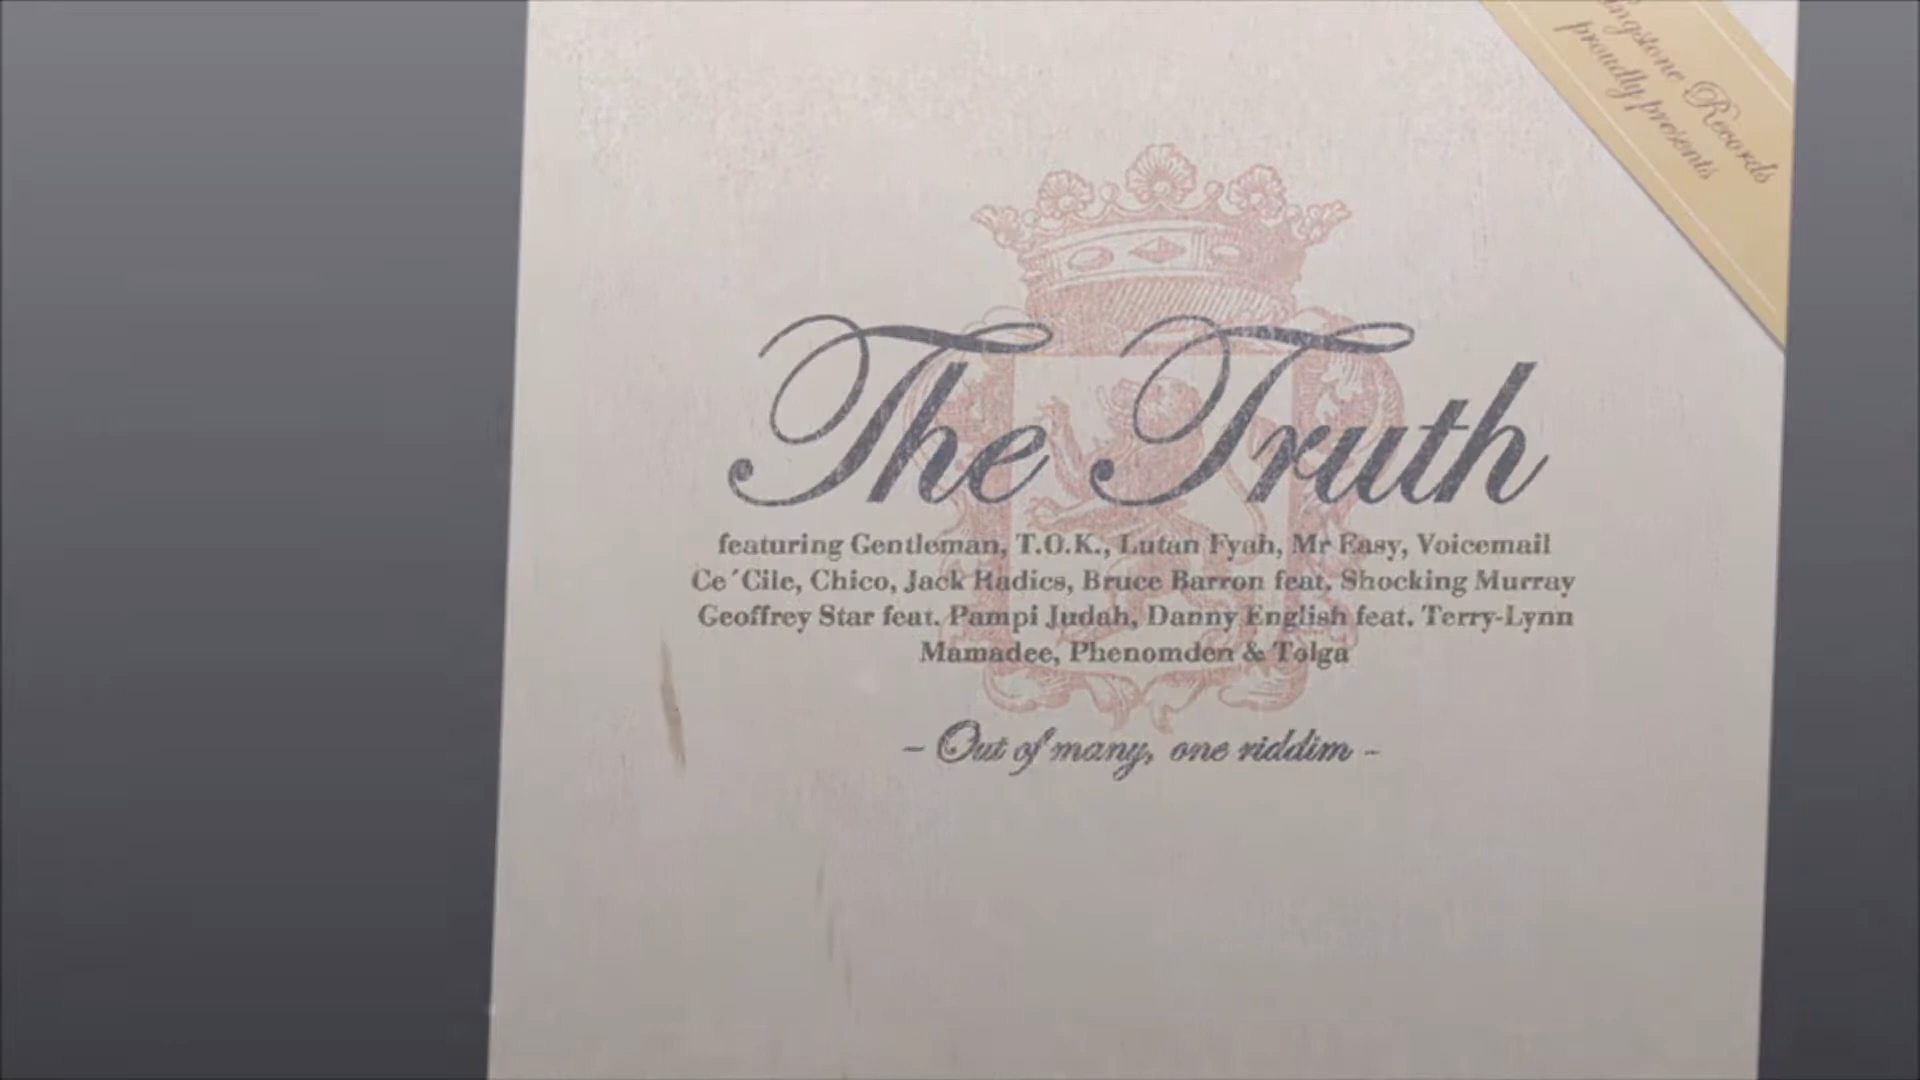 Records
proudly presents
The Truth
featuring Gentleman, T.O.K., Lutan Fyah, Mr Easy, Voicemail
Ce´Cile, Chico, Jack Radics, Bruce Barron feat. Shocking Murray
Geoffrey Star feat. Pampi Judah, Danny English feat. Terry-Lynn
Mamadee, Phenomden & Tolga
- Out of many, one riddim -